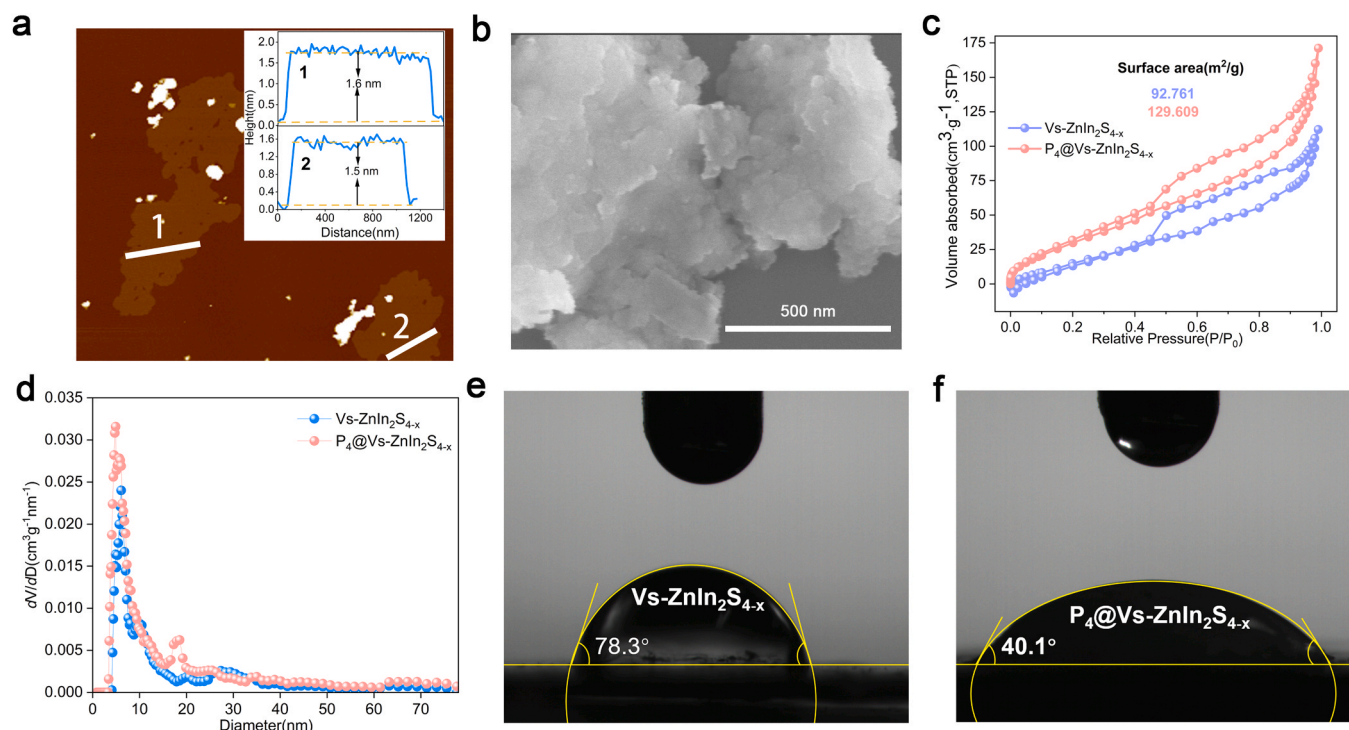 a
2.0
1.5
1.0
0.5
0.0
1
1.6 nm
Height(nm)
2.0
1.6
1.2
0.8
0.4
0.0
2
1.5 nm
0 400 800 1200
Distance(nm)
1
2
b
500 nm
c
175
150
125
100
75
50
25
0
Volume absorbed(cm³·g⁻¹,STP)
Surface area(m²/g)
92.761
129.609
Vs-ZnIn₂S₄₋ₓ
P₄@Vs-ZnIn₂S₄₋ₓ
0.0 0.2 0.4 0.6 0.8 1.0
Relative Pressure(P/P₀)
d
0.035
0.030
0.025
0.020
0.015
0.010
0.005
0.000
dV/dD(cm³g⁻¹nm⁻¹)
Vs-ZnIn₂S₄₋ₓ
P₄@Vs-ZnIn₂S₄₋ₓ
0 10 20 30 40 50 60 70
Diameter(nm)
e
Vs-ZnIn₂S₄₋ₓ
78.3°
f
P₄@Vs-ZnIn₂S₄₋ₓ
40.1°